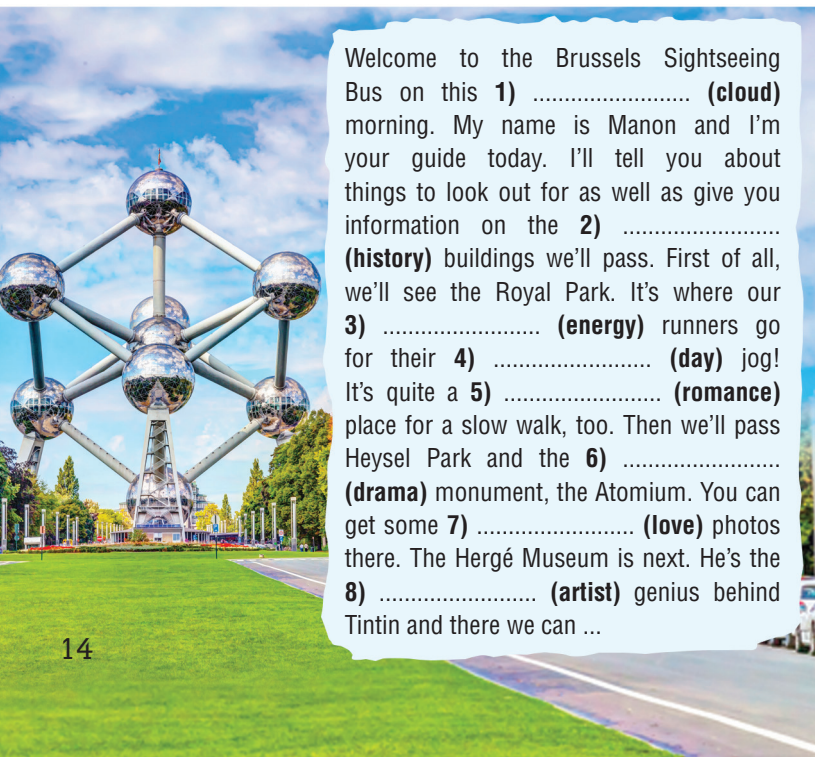 Welcome to the Brussels Sightseeing
Bus on this 1) ......................... (cloud)
morning. My name is Manon and I'm
your guide today. I'll tell you about
things to look out for as well as give you
information on the 2) .........................
(history) buildings we'll pass. First of all,
we'll see the Royal Park. It's where our
3) ......................... (energy) runners go
for their 4) ......................... (day) jog!
It's quite a 5) ......................... (romance)
place for a slow walk, too. Then we'll pass
Heysel Park and the 6) .........................
(drama) monument, the Atomium. You can
get some 7) ......................... (love) photos
there. The Hergé Museum is next. He's the
8) ......................... (artist) genius behind
Tintin and there we can ...
14